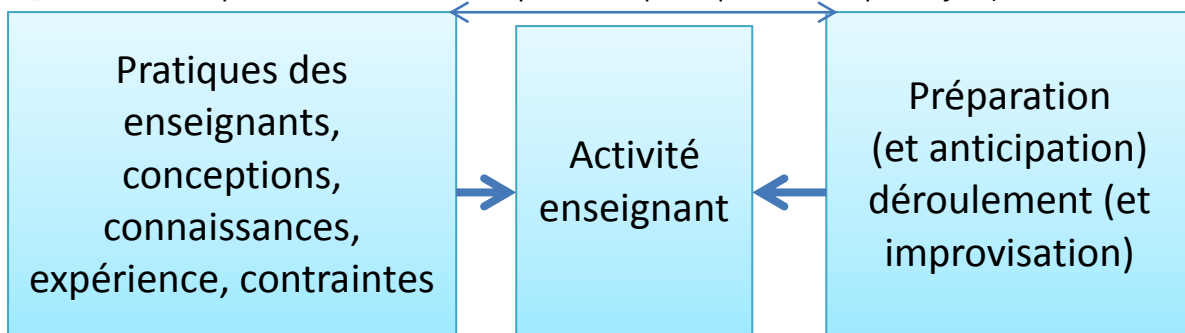 Pratiques des
enseignants,
conceptions,
connaissances,
expérience, contraintes
Activité
enseignant
Préparation
(et anticipation)
déroulement (et
improvisation)